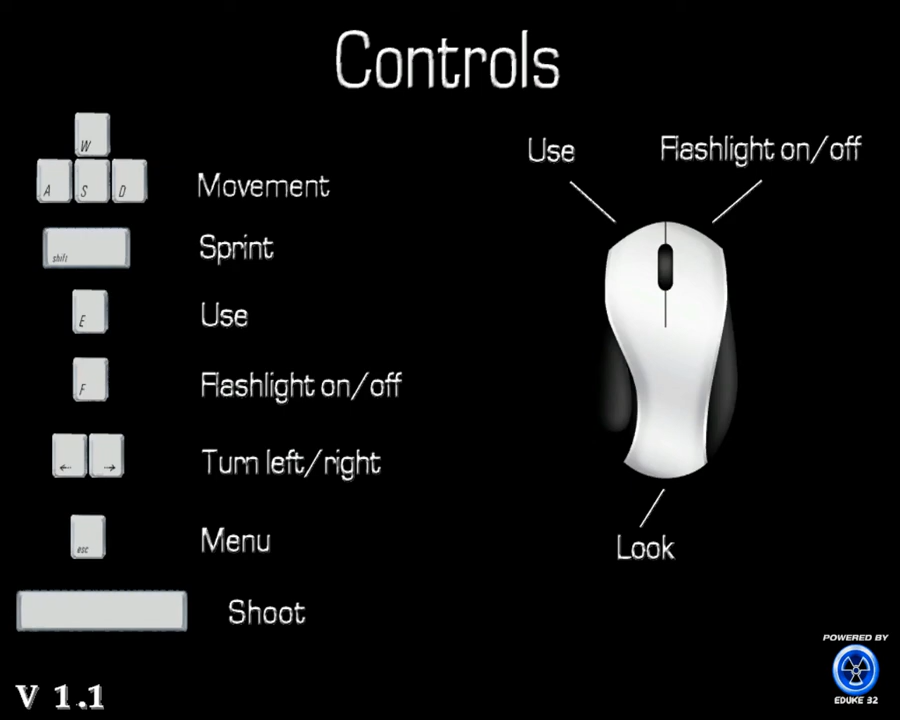 Controls
W
A S D
Movement
shift
Sprint
E
Use
F
Flashlight on/off
← →
Turn left/right
esc
Menu
Shoot
Use
Flashlight on/off
Look
V 1.1
POWERED BY
EDUKE 32